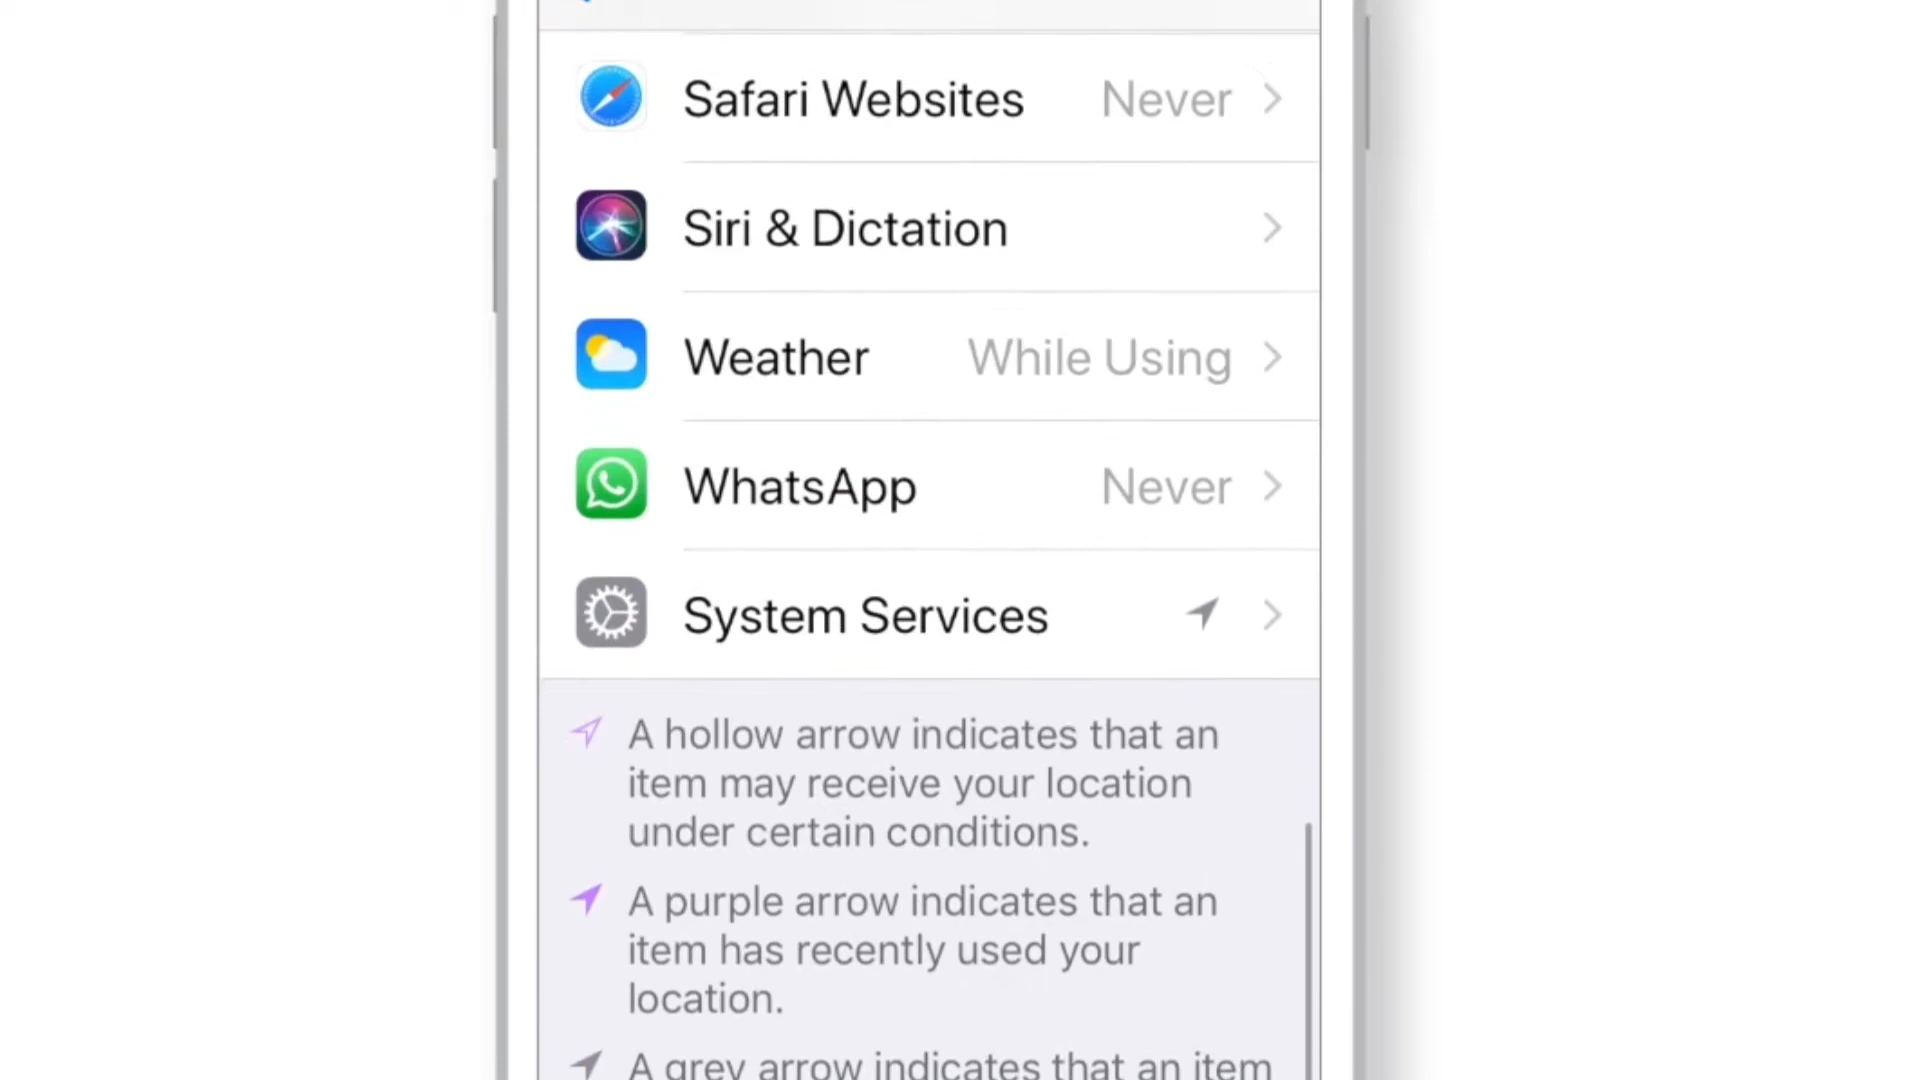 Safari Websites Never
Siri & Dictation
Weather While Using
WhatsApp Never
System Services
A hollow arrow indicates that an
item may receive your location
under certain conditions.
A purple arrow indicates that an
item has recently used your
location.
A grey arrow indicates that an item